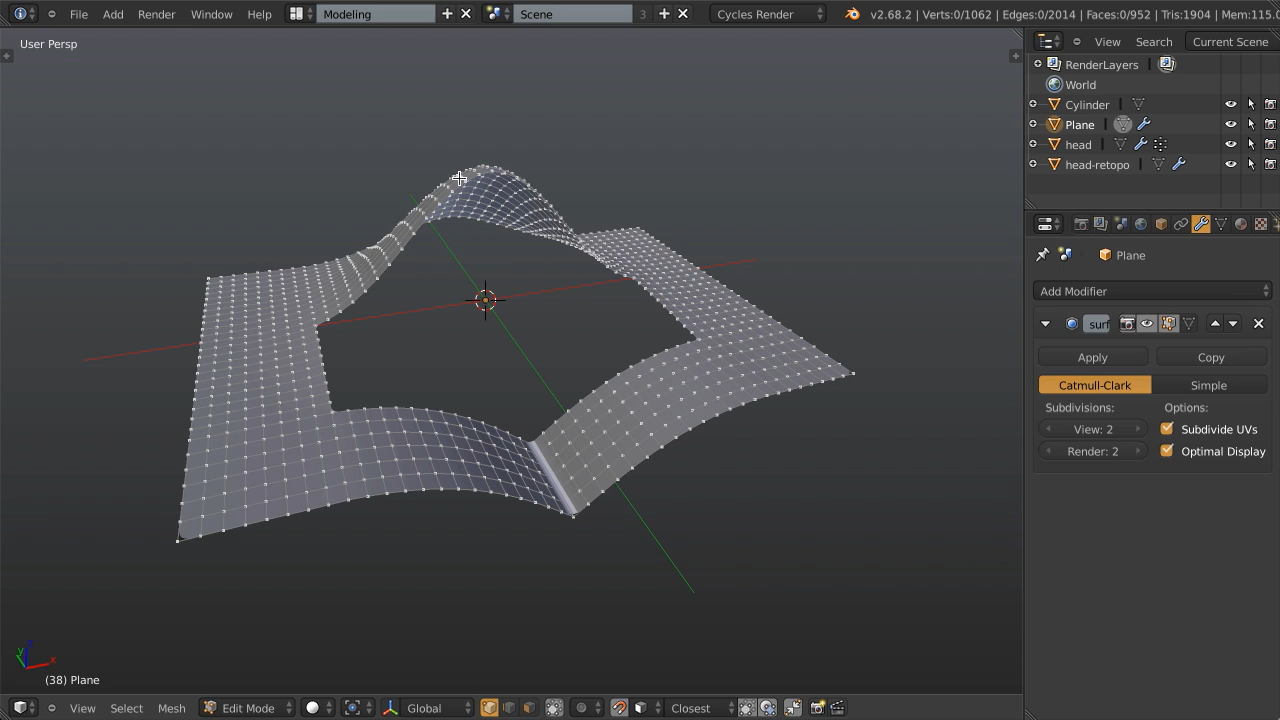 File Add Render Window Help Modeling Scene 3 Cycles Render v2.68.2 | Verts:0/1062 | Edges:0/2014 | Faces:0/952 | Tris:1904 | Mem:115.
User Persp
View Search Current Scene
RenderLayers
World
Cylinder
Plane
head
head-retopo
Plane
Add Modifier
surf
Apply Copy
Catmull-Clark Simple
Subdivisions: Options:
View: 2 Subdivide UVs
Render: 2 Optimal Display
y x
(38) Plane
View Select Mesh Edit Mode Global Closest